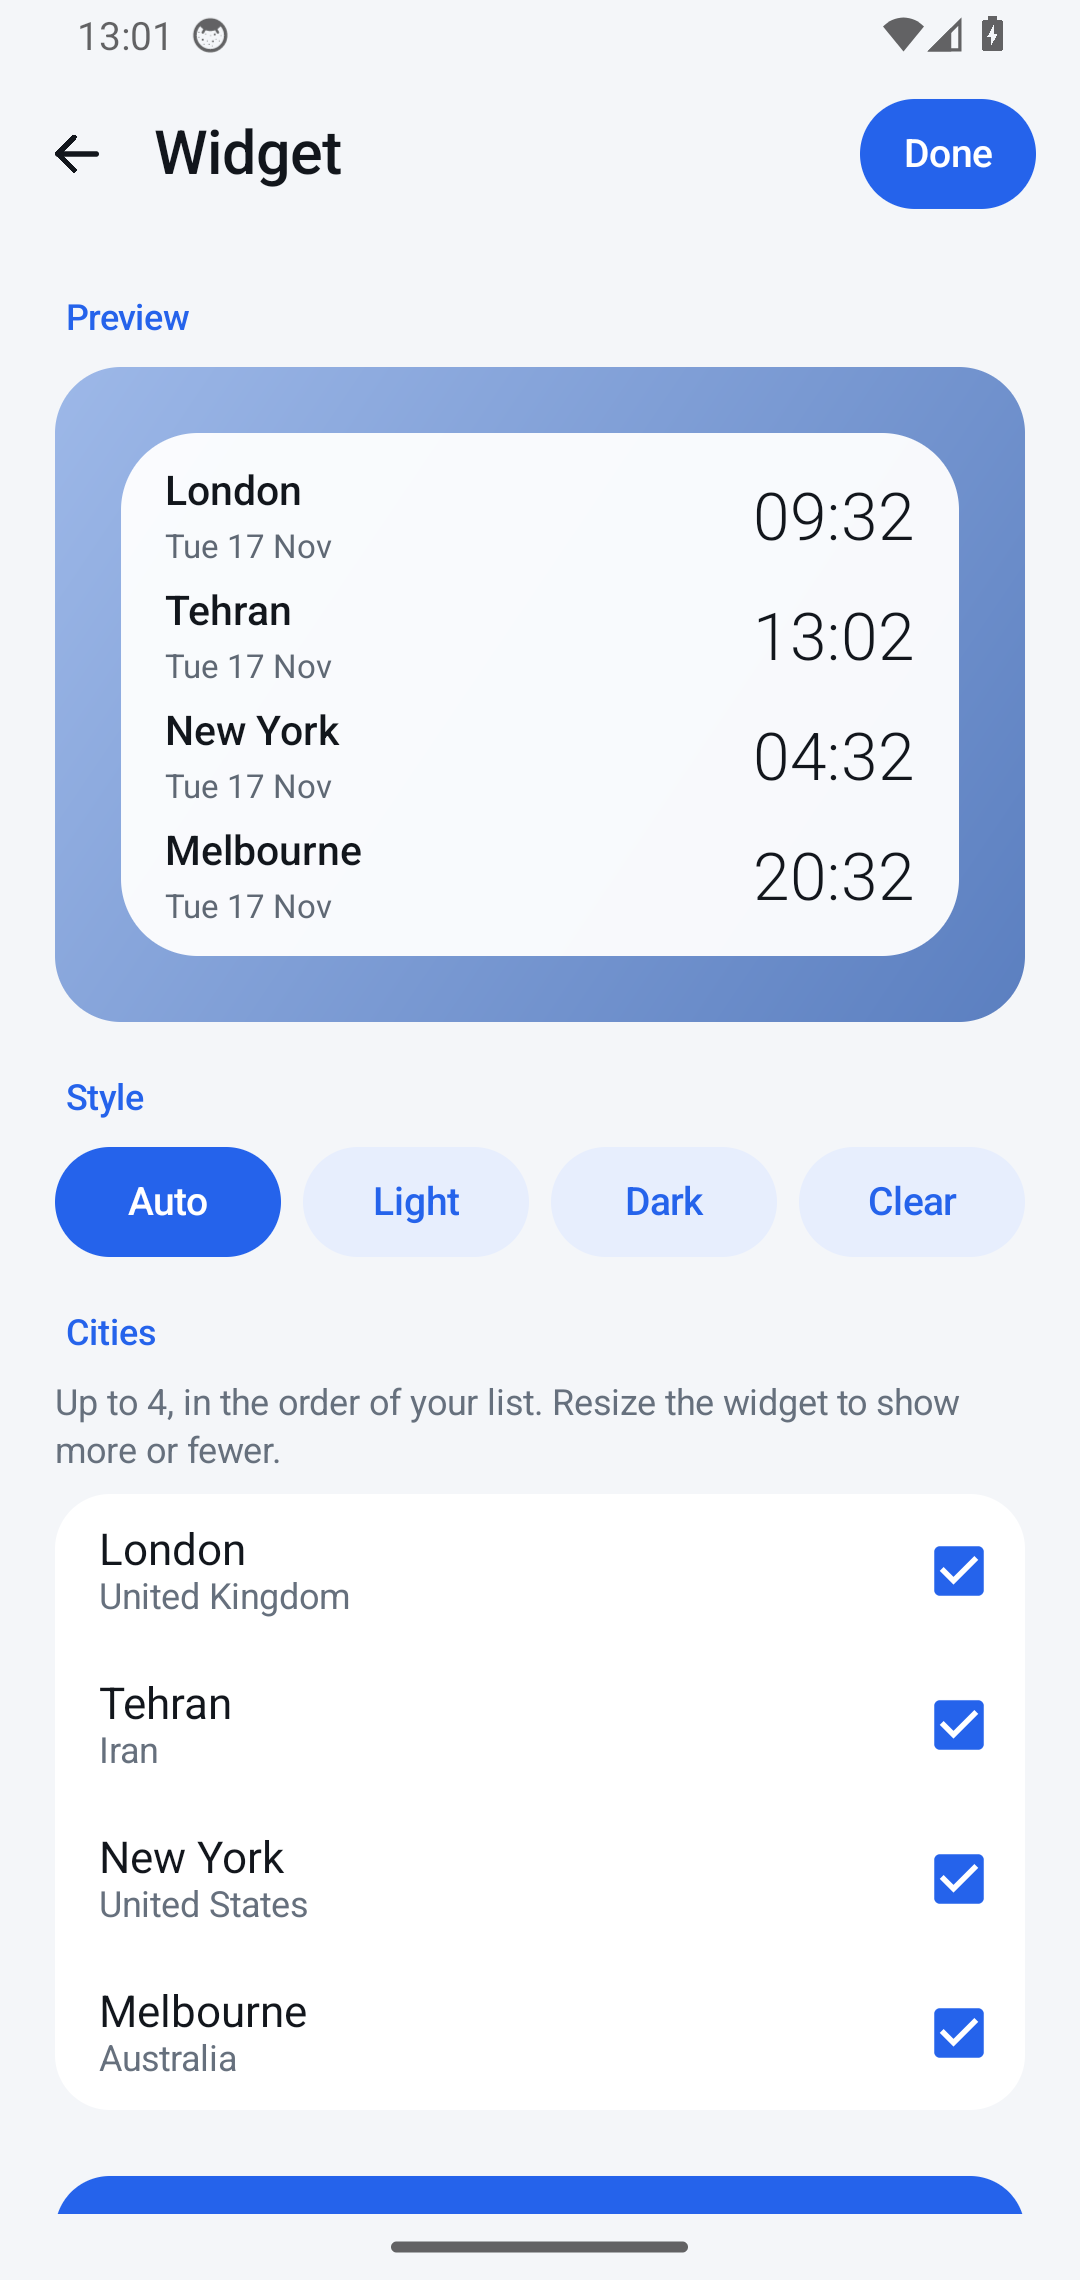 13:01
Widget
Done
Preview
London
09:32
Tue 17 Nov
Tehran
13:02
Tue 17 Nov
New York
04:32
Tue 17 Nov
Melbourne
20:32
Tue 17 Nov
Style
Auto Light Dark Clear
Cities
Up to 4, in the order of your list. Resize the widget to show
more or fewer.
London
United Kingdom
Tehran
Iran
New York
United States
Melbourne
Australia